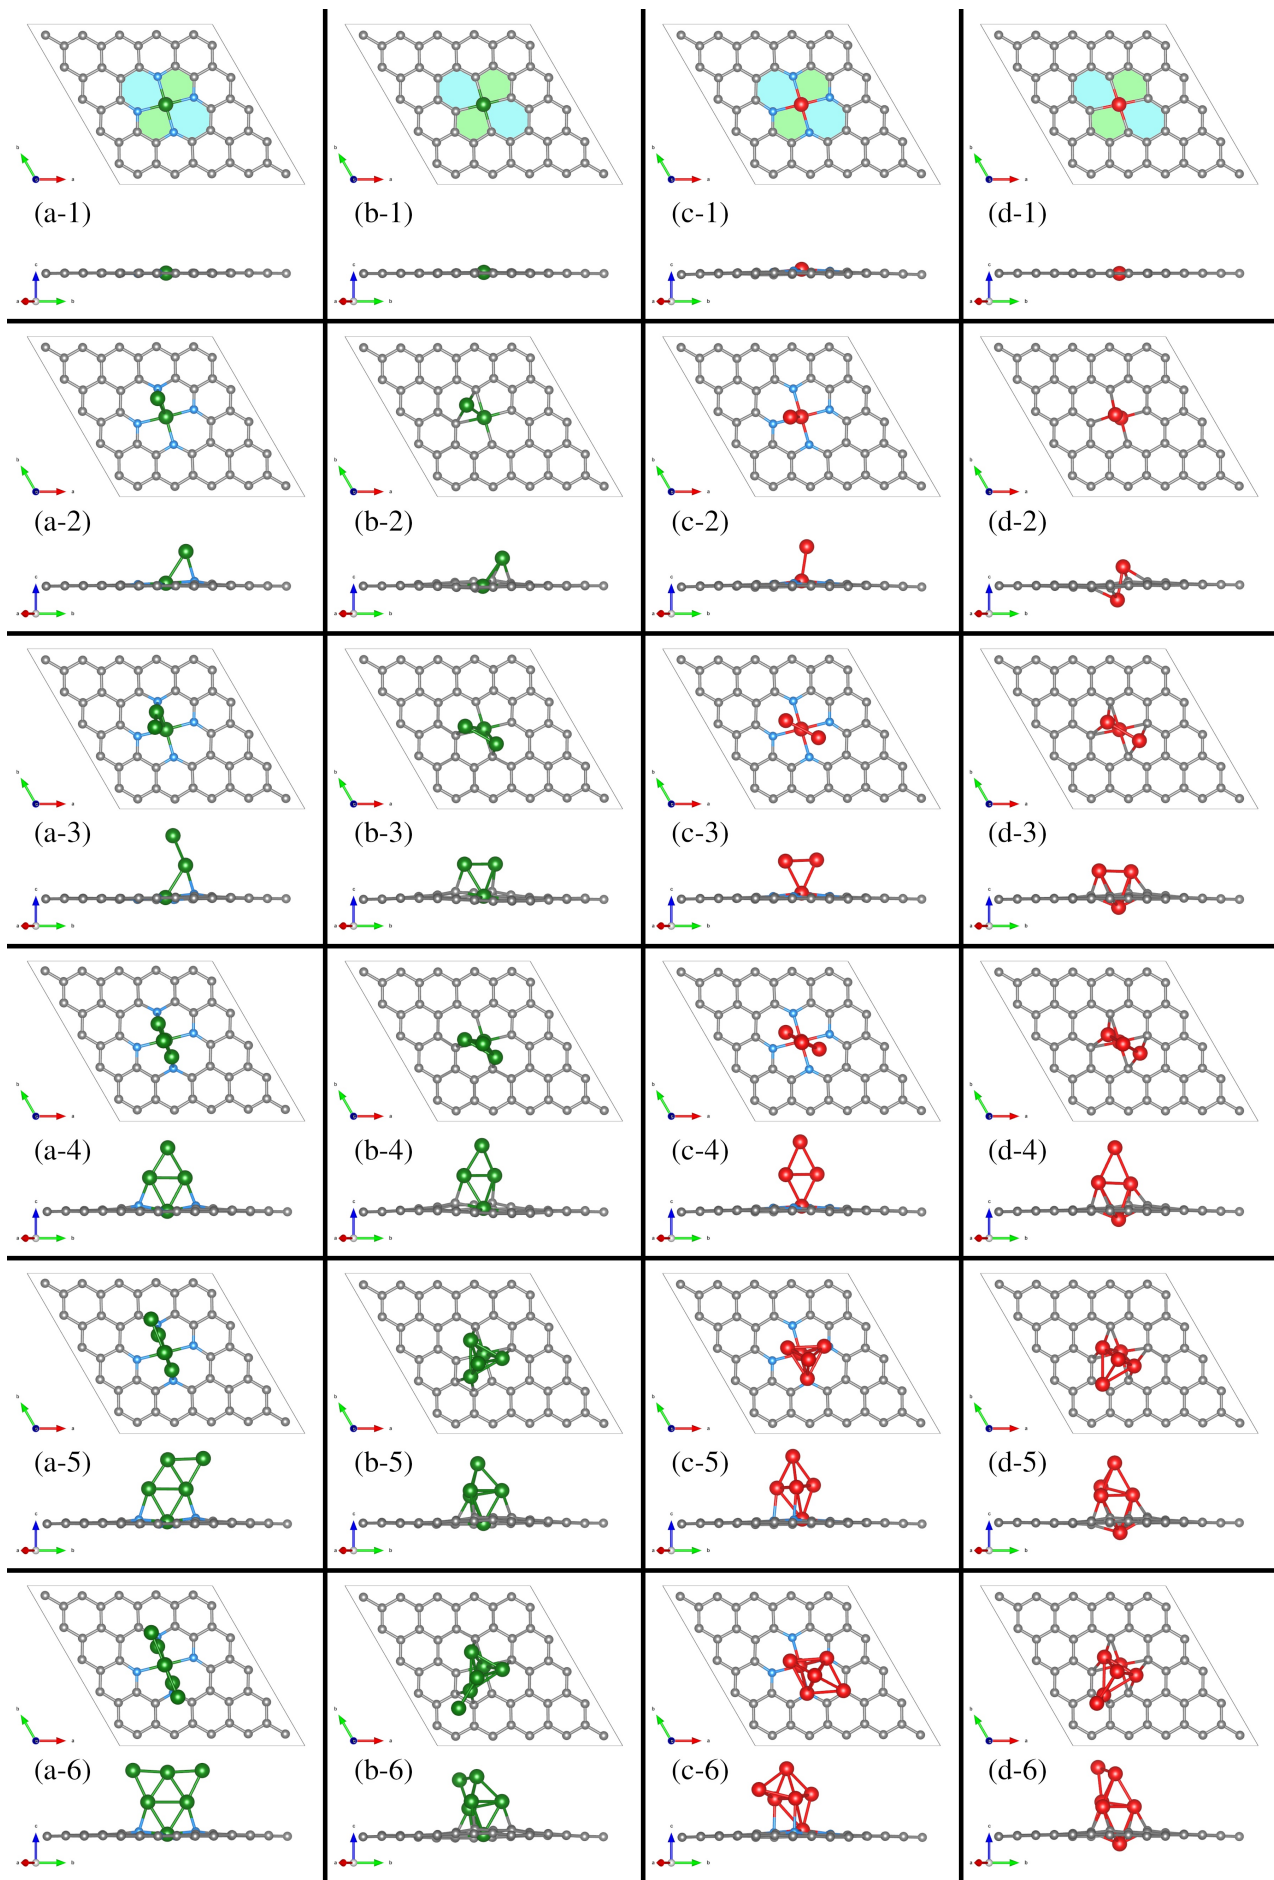 (a-1) (b-1) (c-1) (d-1)
(a-2) (b-2) (c-2) (d-2)
(a-3) (b-3) (c-3) (d-3)
(a-4) (b-4) (c-4) (d-4)
(a-5) (b-5) (c-5) (d-5)
(a-6) (b-6) (c-6) (d-6)